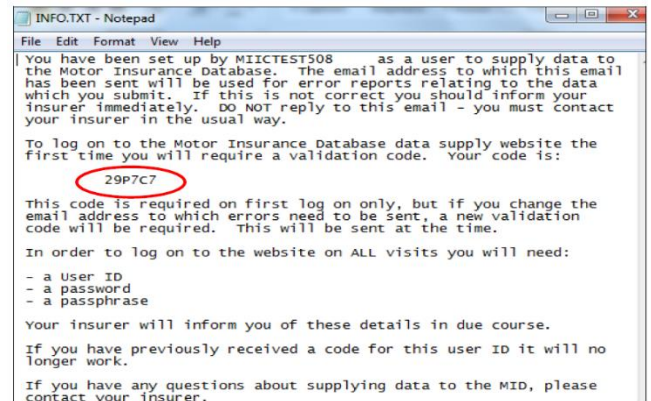 INFO.TXT - Notepad
File Edit Format View Help
You have been set up by MIICTEST508 as a user to supply data to
the Motor Insurance Database. The email address to which this email
has been sent will be used for error reports relating to the data
which you submit. If this is not correct you should inform your
insurer immediately. DO NOT reply to this email - you must contact
your insurer in the usual way.
To log on to the Motor Insurance Database data supply website the
first time you will require a validation code. Your code is:
29P7C7
This code is required on first log on only, but if you change the
email address to which errors need to be sent, a new validation
code will be required. This will be sent at the time.
In order to log on to the website on ALL visits you will need:
- a User ID
- a password
- a passphrase
Your insurer will inform you of these details in due course.
If you have previously received a code for this user ID it will no
longer work.
If you have any questions about supplying data to the MID, please
contact your insurer.